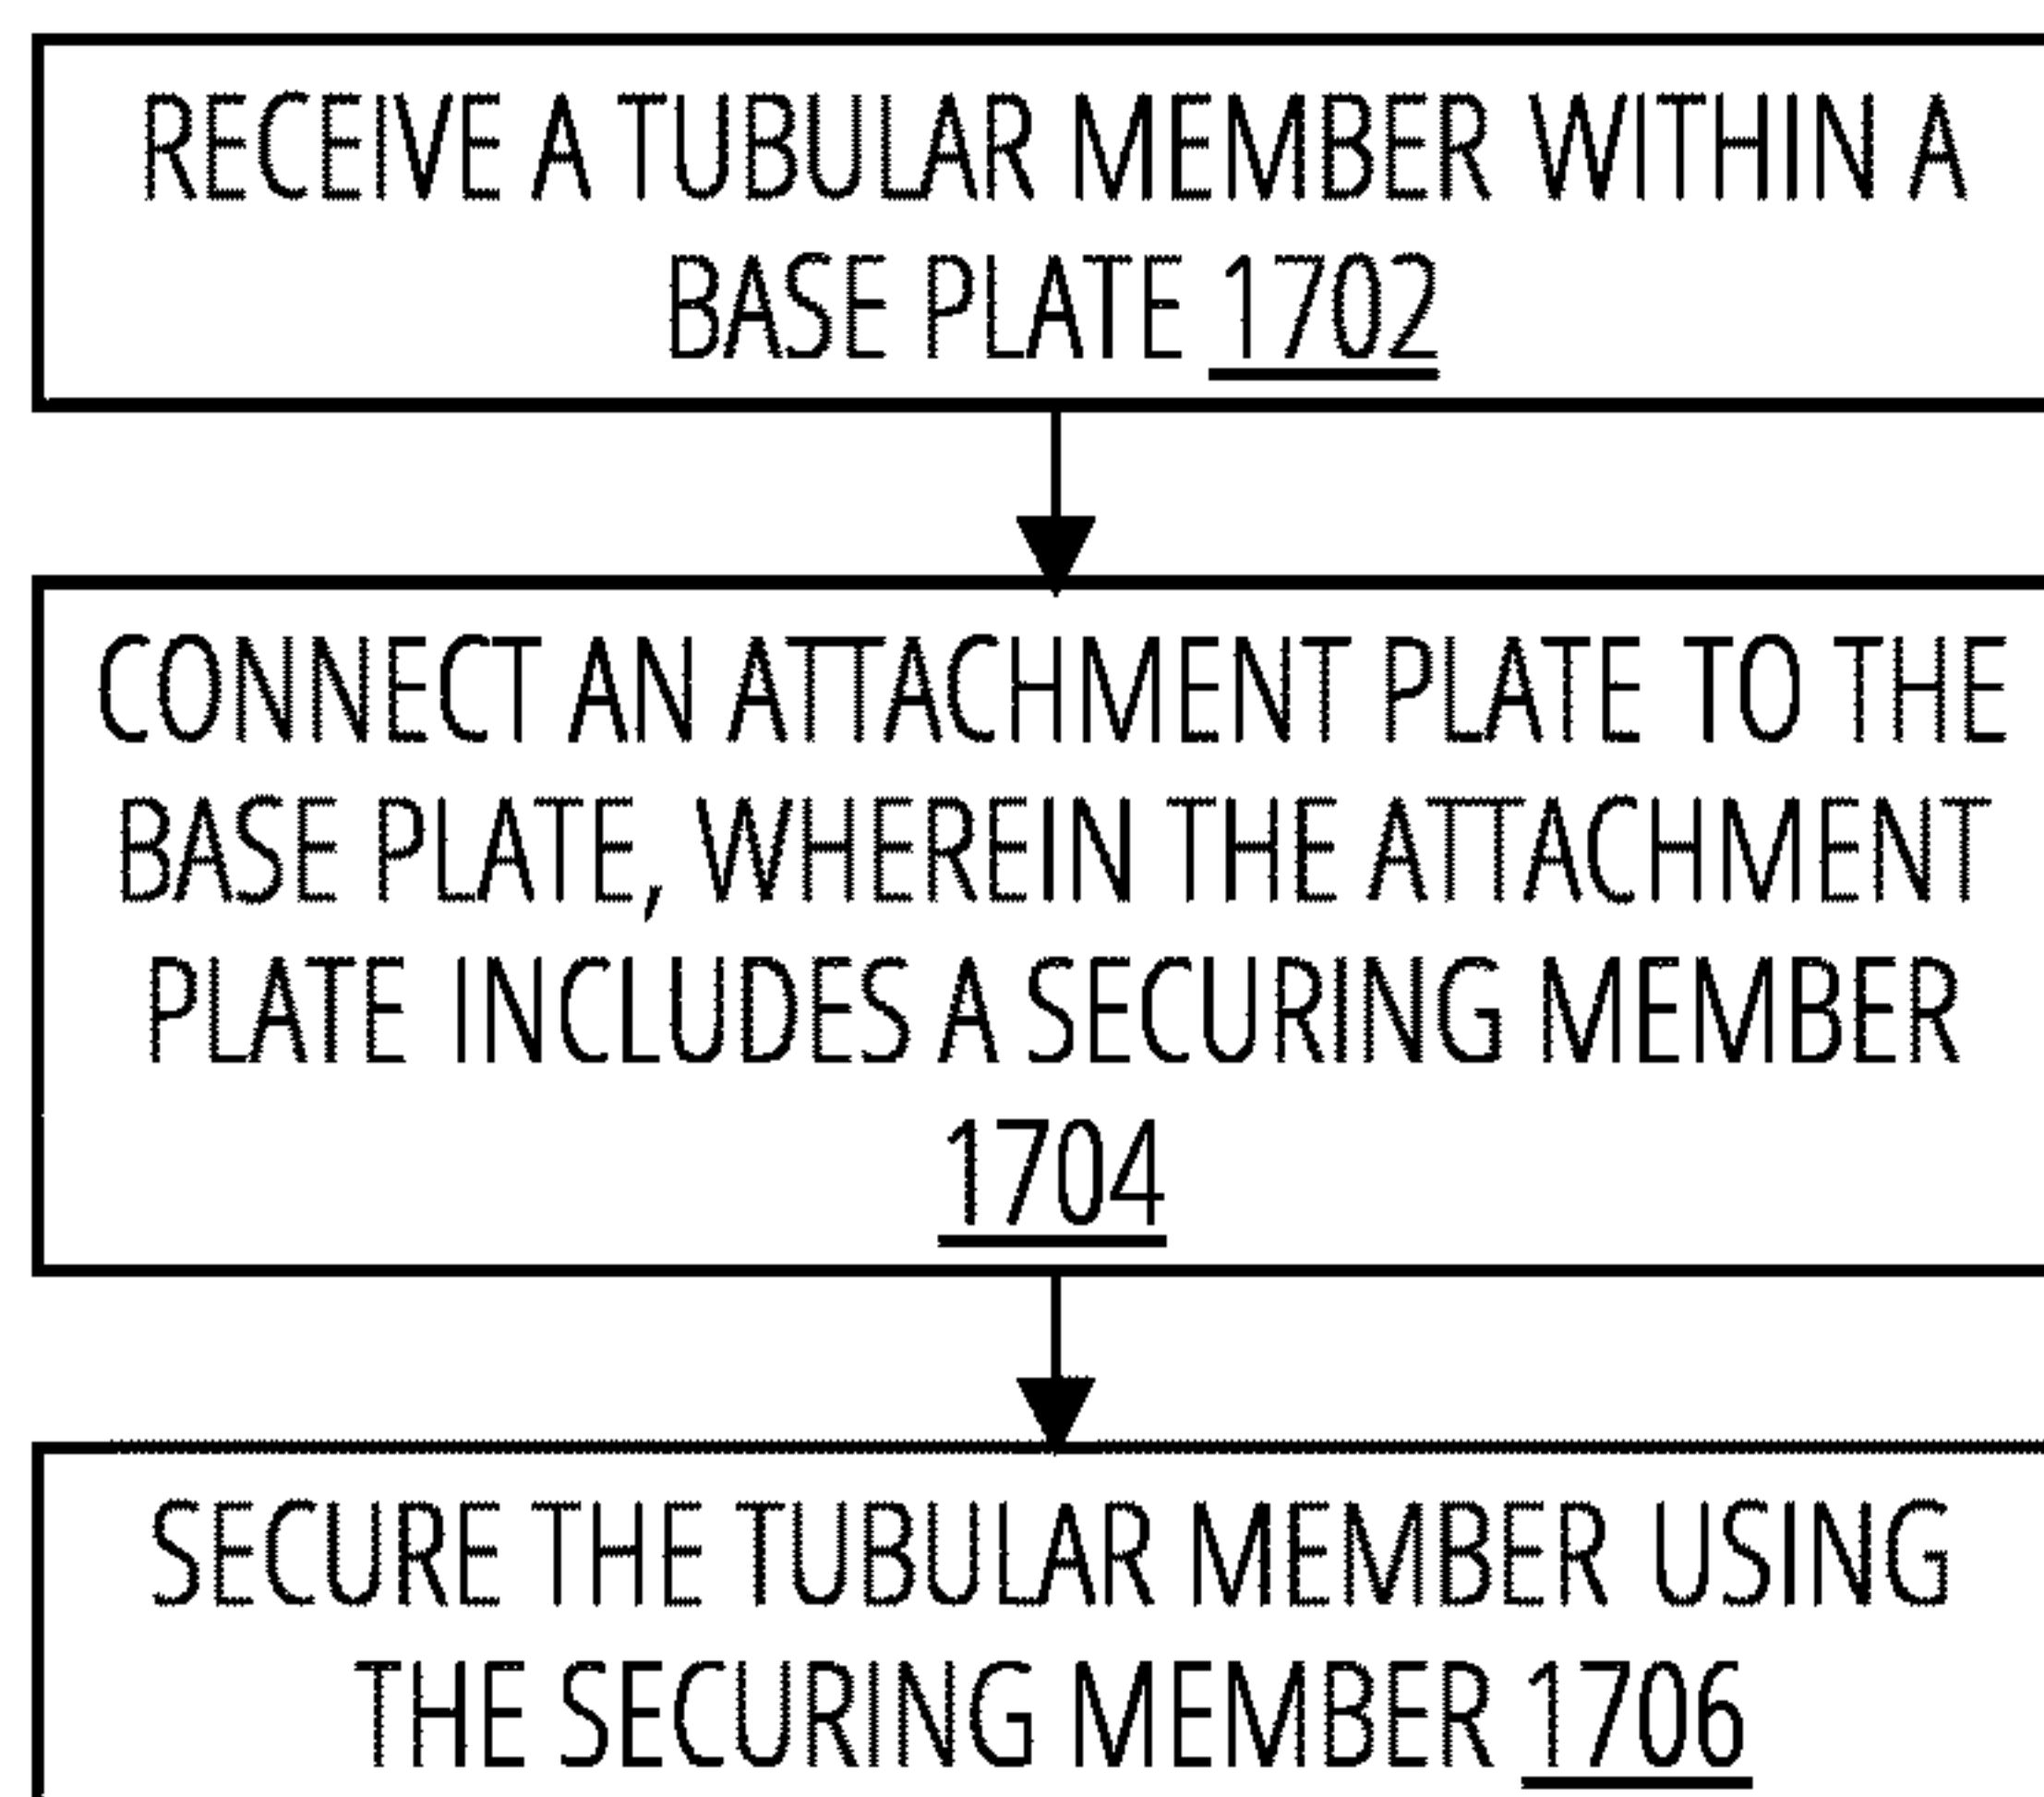 RECEIVE A TUBULAR MEMBER WITHIN A
BASE PLATE 1702
CONNECT AN ATTACHMENT PLATE TO THE
BASE PLATE, WHEREIN THE ATTACHMENT
PLATE INCLUDES A SECURING MEMBER
1704
SECURE THE TUBULAR MEMBER USING
THE SECURING MEMBER 1706